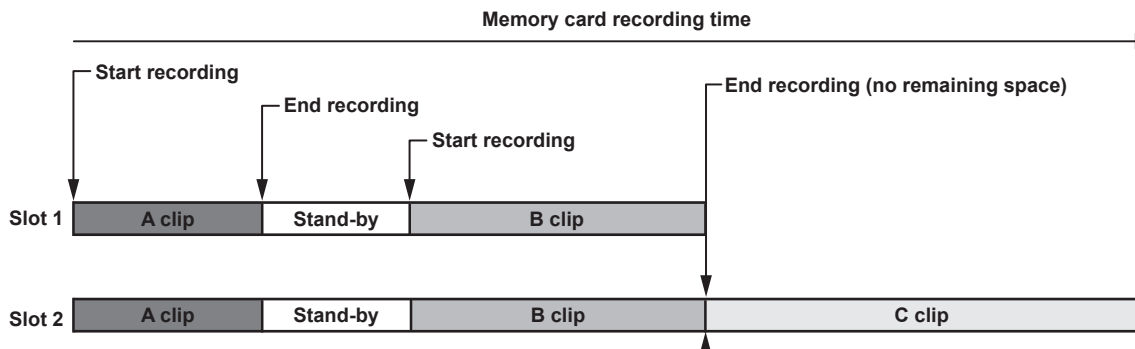 Memory card recording time
Start recording
End recording (no remaining space)
End recording
Start recording
Slot 1
A clip
Stand-by
B clip
Slot 2
A clip
Stand-by
B clip
C clip